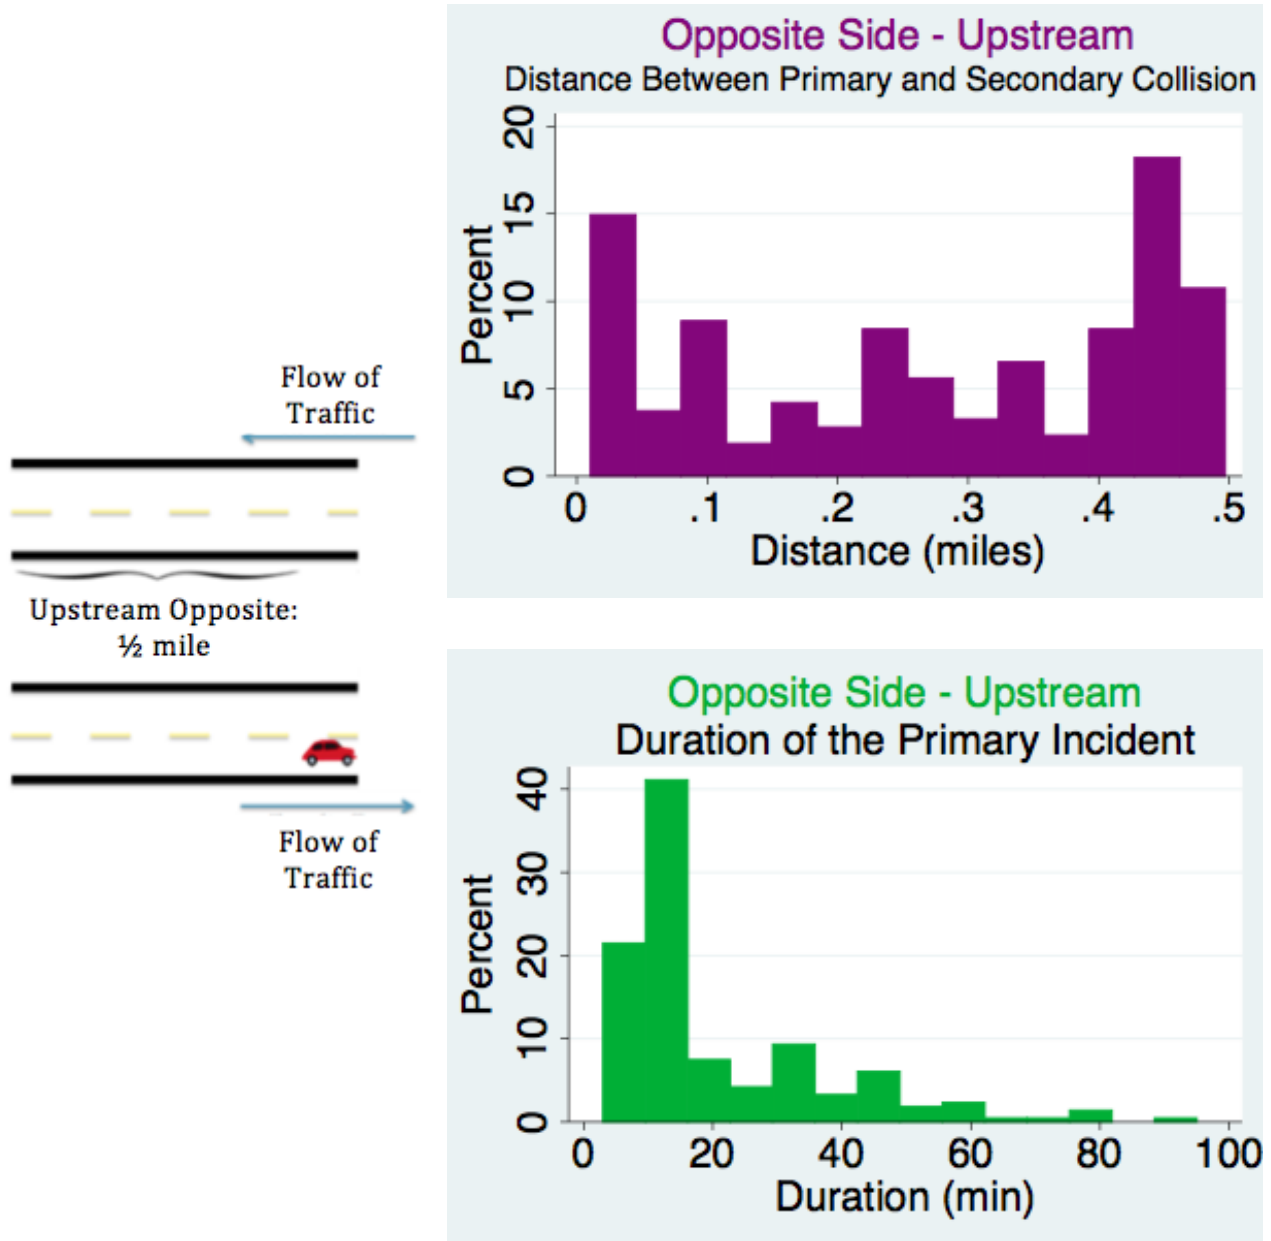 Flow of
Traffic
Upstream Opposite:
½ mile
Flow of
Traffic
Opposite Side - Upstream
Distance Between Primary and Secondary Collision
Percent
20
15
10
5
0
0 .1 .2 .3 .4 .5
Distance (miles)
Opposite Side - Upstream
Duration of the Primary Incident
Percent
40
30
20
10
0
0 20 40 60 80 100
Duration (min)